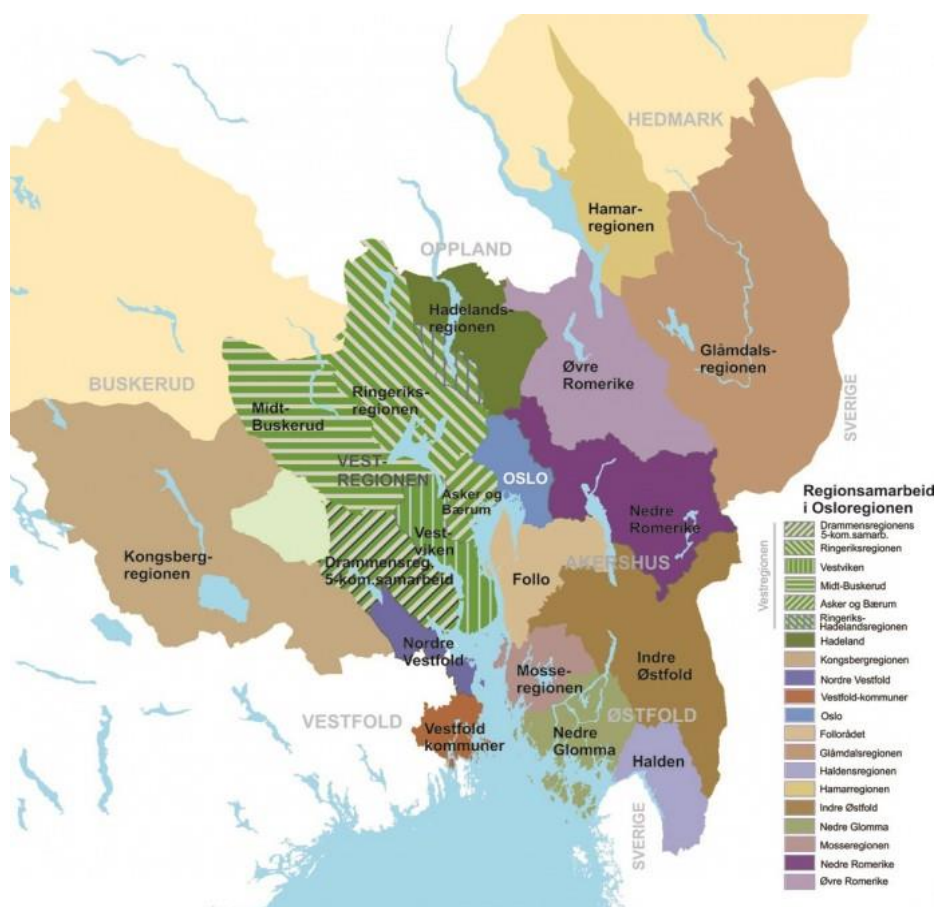 HEDMARK
Hamar-
regionen
OPPLAND
Hadelands-
regionen
Glåmdals-
regionen
Øvre
Romerike
BUSKERUD
Ringeriks-
regionen
Midt-
Buskerud
SVERIGE
VEST-
REGIONEN
OSLO
Asker og
Bærum
Nedre
Romerike
Vest-
viken
Kongsberg-
regionen
Drammensreg.
5-kom.samarbeid
AKERSHUS
Follo
Nordre
Vestfold
Indre
Østfold
Mosse-
regionen
VESTFOLD
ØSTFOLD
Vestfold
kommuner
Nedre
Glomma
Halden
SVERIGE
Regionsamarbeid
i Osloregionen
Vestregionen
Drammensregionens
5-kom.samarb.
Ringeriksregionen
Vestviken
Midt-Buskerud
Asker og Bærum
Ringeriks-
Hadelandsregionen
Hadeland
Kongsbergregionen
Nordre Vestfold
Vestfold-kommuner
Oslo
Follorådet
Glåmdalsregionen
Haldensregionen
Hamarregionen
Indre Østfold
Nedre Glomma
Mosseregionen
Nedre Romerike
Øvre Romerike